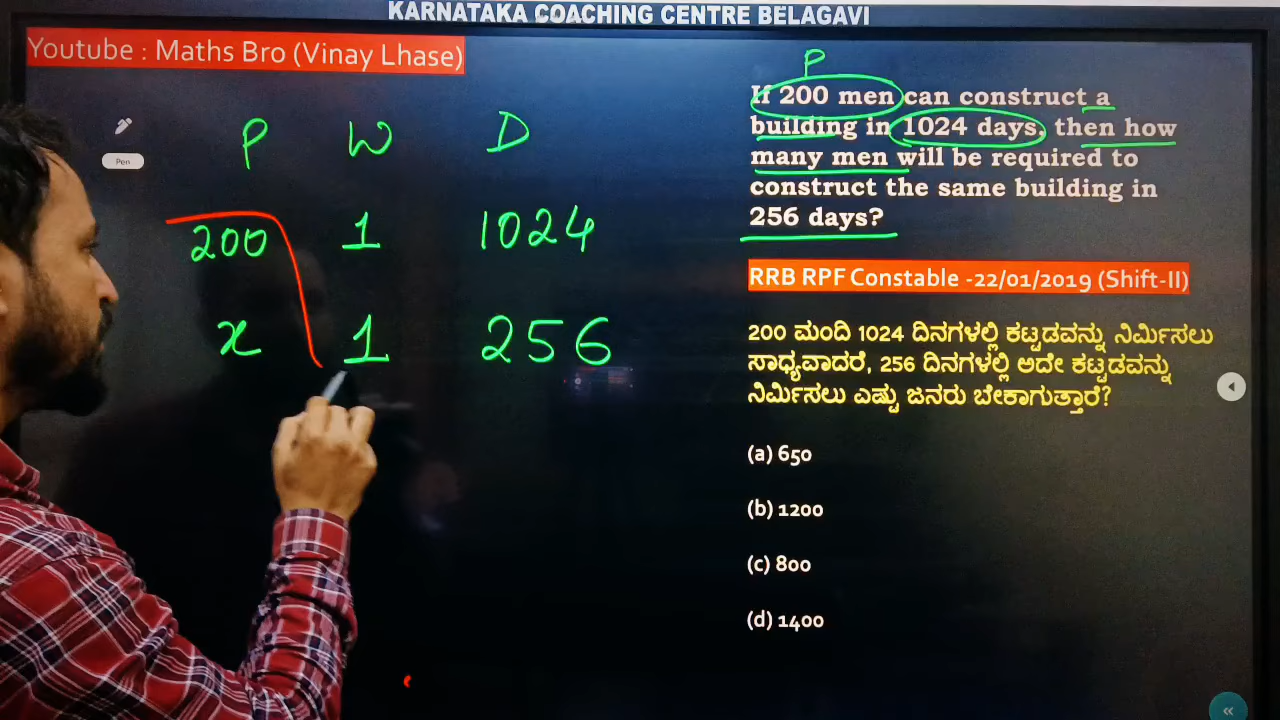 KARNATAKA COACHING CENTRE BELAGAVI
Youtube : Maths Bro (Vinay Lhase)
Pen
P W D
200 1 1024
x 1 256
P
If 200 men can construct a
building in 1024 days, then how
many men will be required to
construct the same building in
256 days?
RRB RPF Constable -22/01/2019 (Shift-II)
200 ಮಂದಿ 1024 ದಿನಗಳಲ್ಲಿ ಕಟ್ಟಡವನ್ನು ನಿರ್ಮಿಸಲು
ಸಾಧ್ಯವಾದರೆ, 256 ದಿನಗಳಲ್ಲಿ ಅದೇ ಕಟ್ಟಡವನ್ನು
ನಿರ್ಮಿಸಲು ಎಷ್ಟು ಜನರು ಬೇಕಾಗುತ್ತಾರೆ?
(a) 650
(b) 1200
(c) 800
(d) 1400